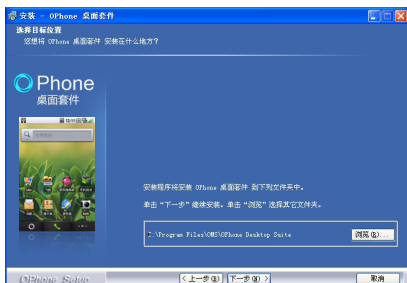 安装 - OPhone 桌面套件
选择目标位置
您想将 OPhone 桌面套件 安装在什么地方？
OPhone
桌面套件
安装程序将安装 OPhone 桌面套件 到下列文件夹中。
单击“下一步”继续安装。单击“浏览”选择其它文件夹。
C:\Program Files\OMS\OPhone Desktop Suite
浏览(R)...
OPhone Setup
< 上一步(B)
下一步(N) >
取消